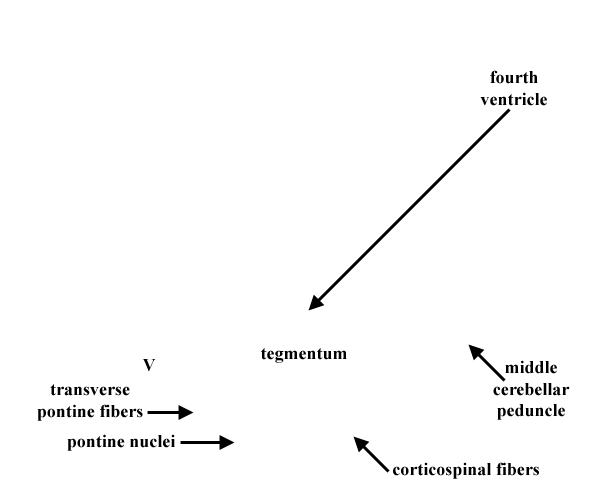 fourth
ventricle
tegmentum
V
transverse
pontine fibers
pontine nuclei
middle
cerebellar
peduncle
corticospinal fibers